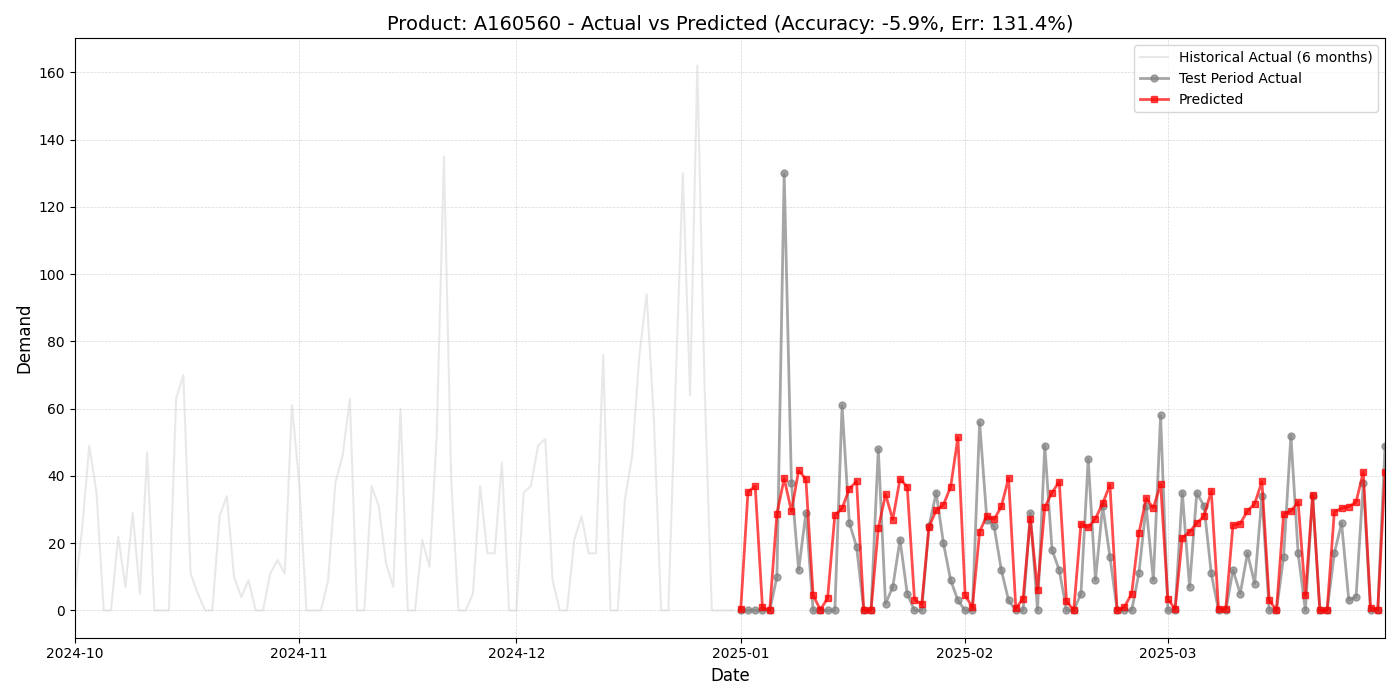 Product: A160560 - Actual vs Predicted (Accuracy: -5.9%, Err: 131.4%)
Historical Actual (6 months)
Test Period Actual
Predicted
160
140
120
100
80
60
40
20
0
Demand
2024-10
2024-11
2024-12
2025-01
2025-02
2025-03
Date